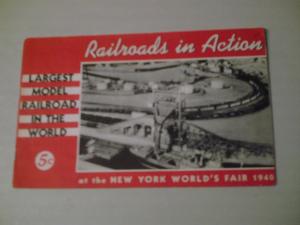 Railroads in Action
LARGEST
MODEL
RAILROAD
IN THE
WORLD
5¢
at the NEW YORK WORLD'S FAIR 1940